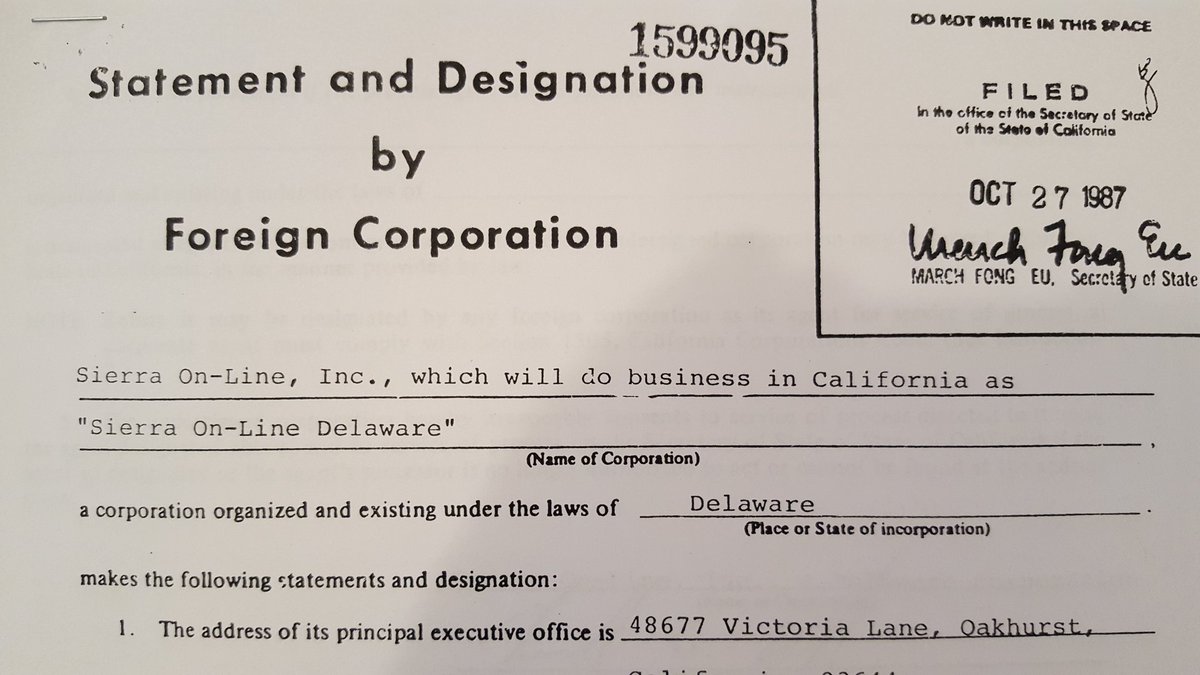 1599095
Statement and Designation
by
Foreign Corporation
DO NOT WRITE IN THIS SPACE
FILED
In the office of the Secretary of State
of the State of California
OCT 27 1987
March Fong Eu
MARCH FONG EU, Secretary of State
Sierra On-Line, Inc., which will do business in California as
"Sierra On-Line Delaware"
,
(Name of Corporation)
a corporation organized and existing under the laws of Delaware .
(Place or State of incorporation)
makes the following statements and designation:
1. The address of its principal executive office is 48677 Victoria Lane, Oakhurst,